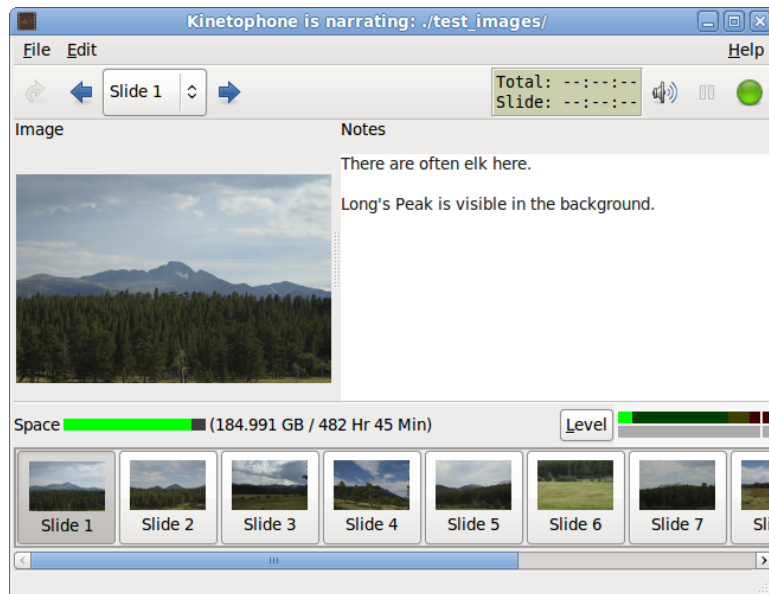 Kinetophone is narrating: ./test_images/
File Edit Help
Slide 1
Total: --:--:--
Slide: --:--:--
Image Notes
There are often elk here.
Long's Peak is visible in the background.
Space (184.991 GB / 482 Hr 45 Min) Level
Slide 1 Slide 2 Slide 3 Slide 4 Slide 5 Slide 6 Slide 7